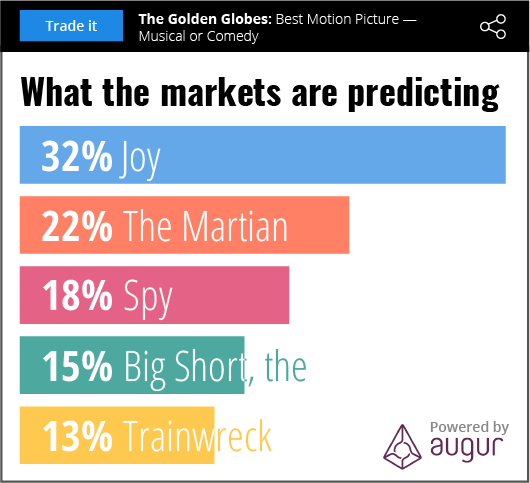 Trade it
The Golden Globes: Best Motion Picture —
Musical or Comedy
What the markets are predicting
32% Joy
22% The Martian
18% Spy
15% Big Short, the
13% Trainwreck
Powered by
augur